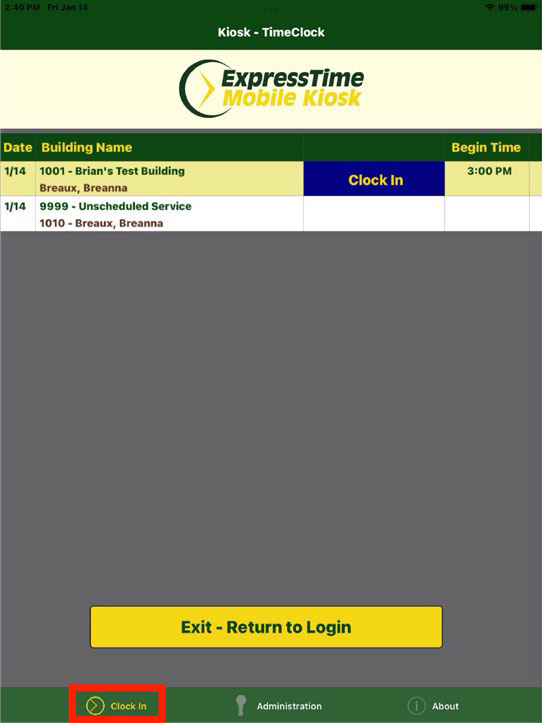 2:40 PM Fri Jan 14
99%
Kiosk - TimeClock
ExpressTime
Mobile Kiosk
Date Building Name Begin Time
1/14 1001 - Brian's Test Building Clock In 3:00 PM
Breaux, Breanna
1/14 9999 - Unscheduled Service
1010 - Breaux, Breanna
Exit - Return to Login
Clock In Administration About